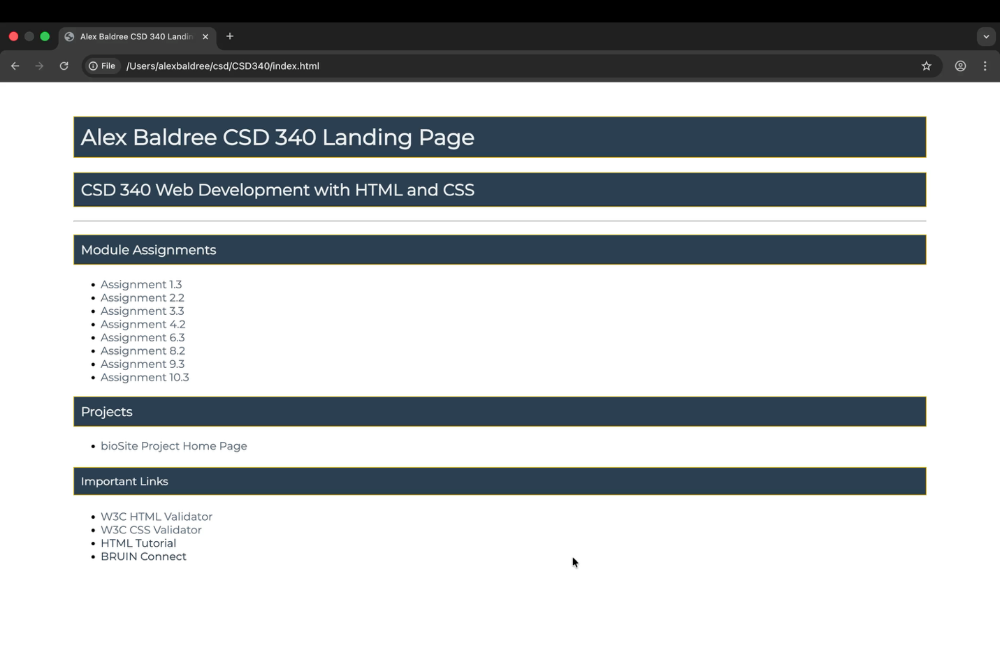 Alex Baldree CSD 340 Landin
File /Users/alexbaldree/csd/CSD340/index.html
Alex Baldree CSD 340 Landing Page
CSD 340 Web Development with HTML and CSS
Module Assignments
Assignment 1.3
Assignment 2.2
Assignment 3.3
Assignment 4.2
Assignment 6.3
Assignment 8.2
Assignment 9.3
Assignment 10.3
Projects
bioSite Project Home Page
Important Links
W3C HTML Validator
W3C CSS Validator
HTML Tutorial
BRUIN Connect